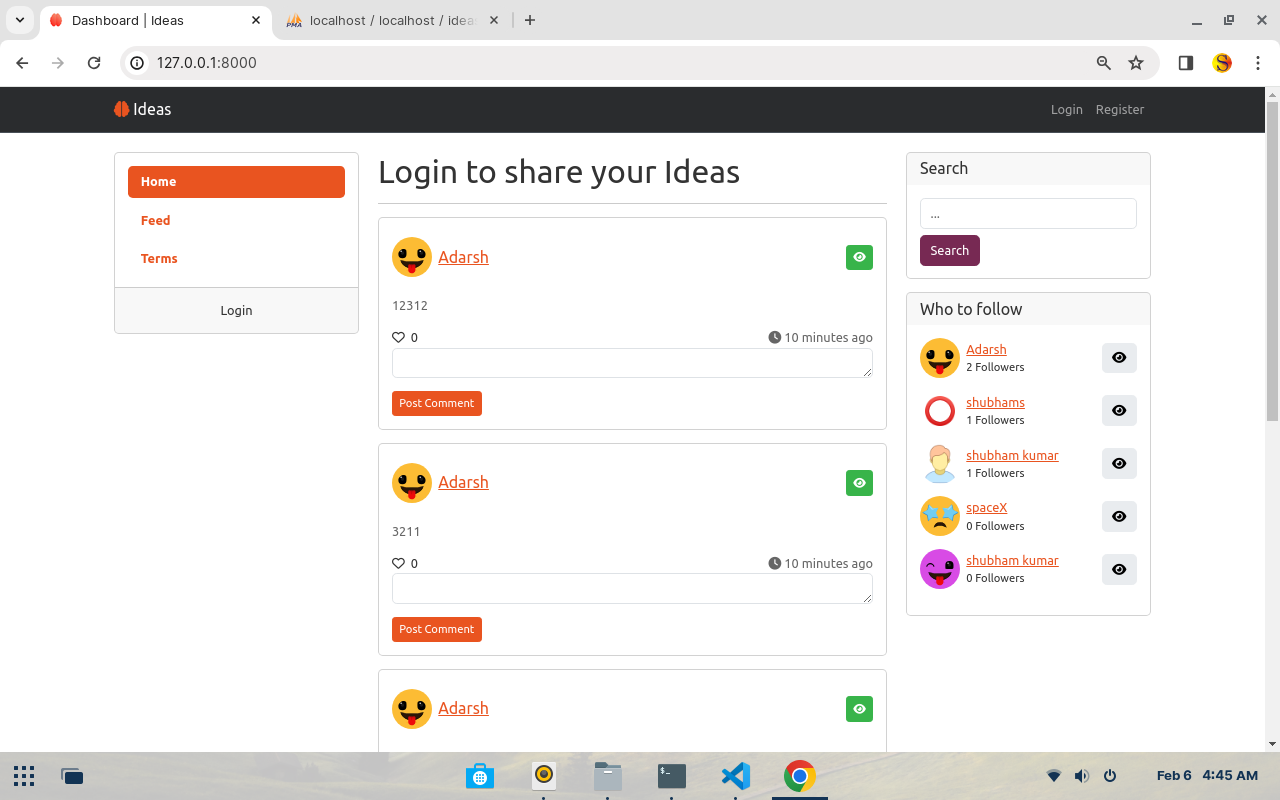 Dashboard | Ideas
localhost / localhost / ideas
127.0.0.1:8000
Ideas
Login
Register
Home
Feed
Terms
Login
Login to share your Ideas
Adarsh
12312
0
10 minutes ago
Post Comment
Adarsh
3211
0
10 minutes ago
Post Comment
Adarsh
Search
...
Search
Who to follow
Adarsh
2 Followers
shubhams
1 Followers
shubham kumar
1 Followers
spaceX
0 Followers
shubham kumar
0 Followers
Feb 6 4:45 AM